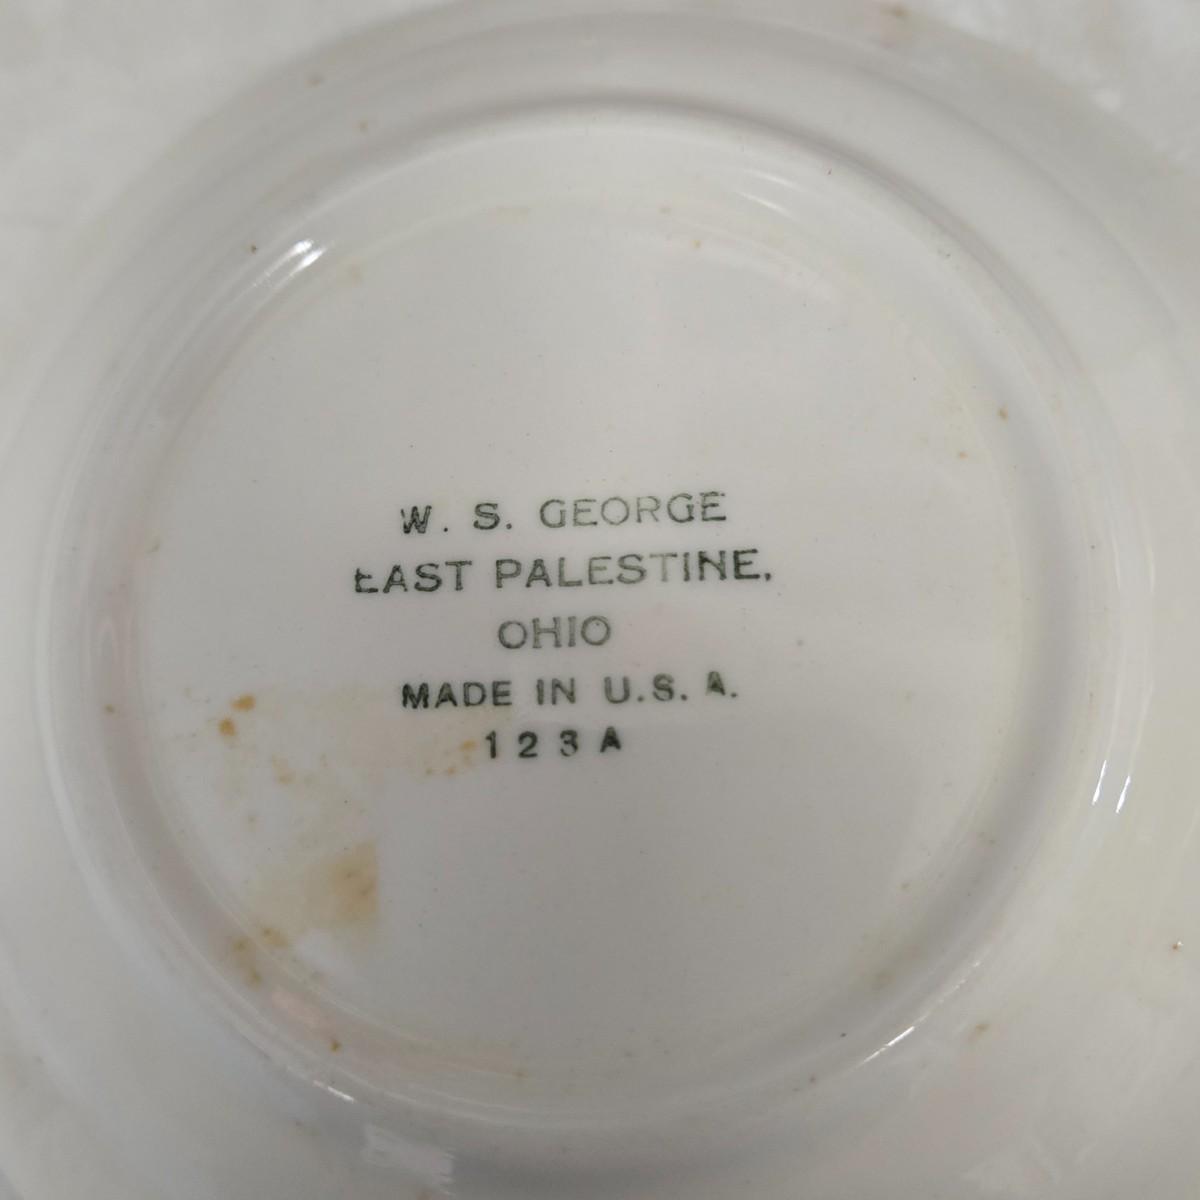 W. S. GEORGE
EAST PALESTINE,
OHIO
MADE IN U.S.A.
123A